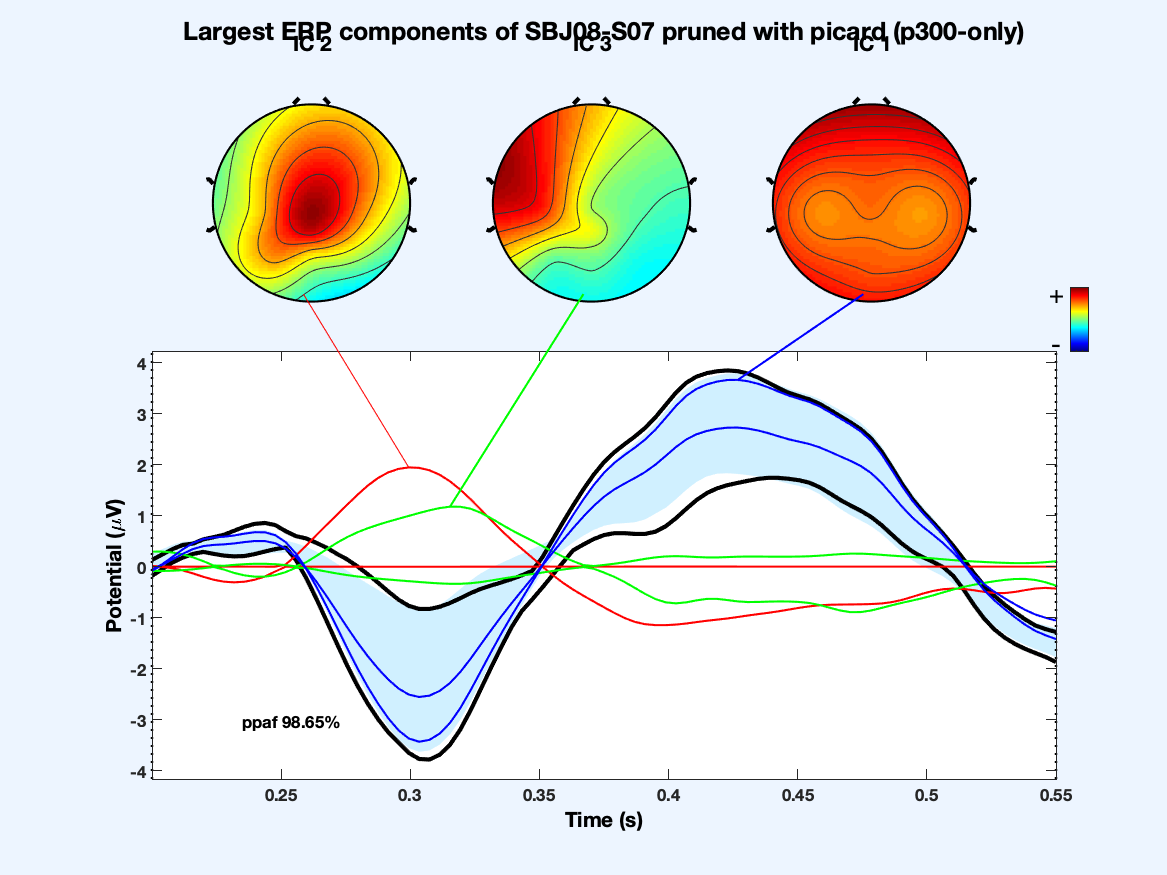 Largest ERP components of SBJ08-S07 pruned with picard (p300-only)
IC 2
IC 3
IC 1
+
-
4
3
2
1
0
-1
-2
-3
-4
Potential (μV)
ppaf 98.65%
0.25
0.3
0.35
0.4
0.45
0.5
0.55
Time (s)